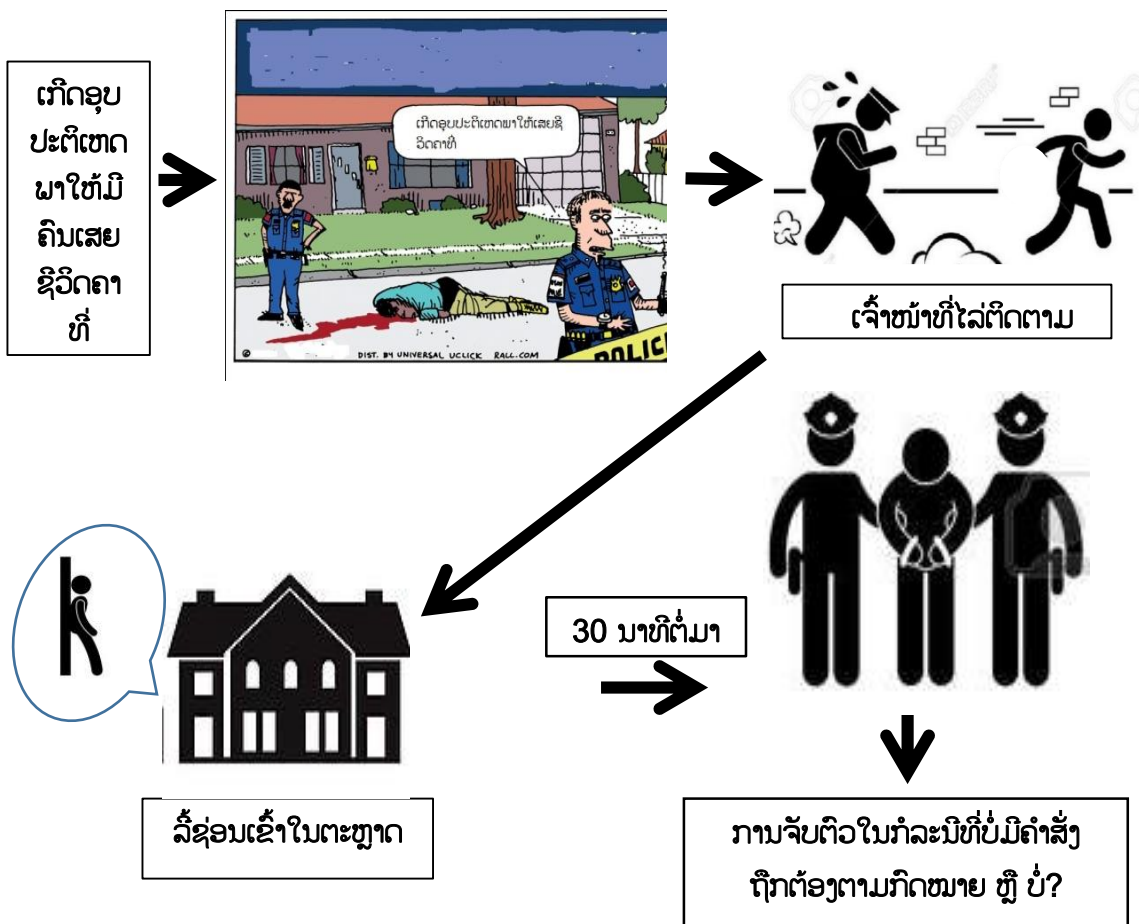 ເກີດອຸບ
ປະຕິເຫດ
ພາໃຫ້ມີ
ຄົນເສຍ
ຊີວິດຄາ
ທີ່
ເກີດອຸບປະຕິເຫດພາໃຫ້ເສຍຊີ
ວິດຄາທີ່
POLIC
© DIST. BY UNIVERSAL UCLICK RALL.COM
ເຈົ້າໜ້າທີ່ໄລ່ຕິດຕາມ
30 ນາທີຕໍ່ມາ
ລີ້ຊ່ອນເຂົ້າໃນຕະຫຼາດ
ການຈັບຕົວໃນກໍລະນີທີ່ບໍ່ມີຄຳສັ່ງ
ຖືກຕ້ອງຕາມກົດໝາຍ ຫຼື ບໍ່?